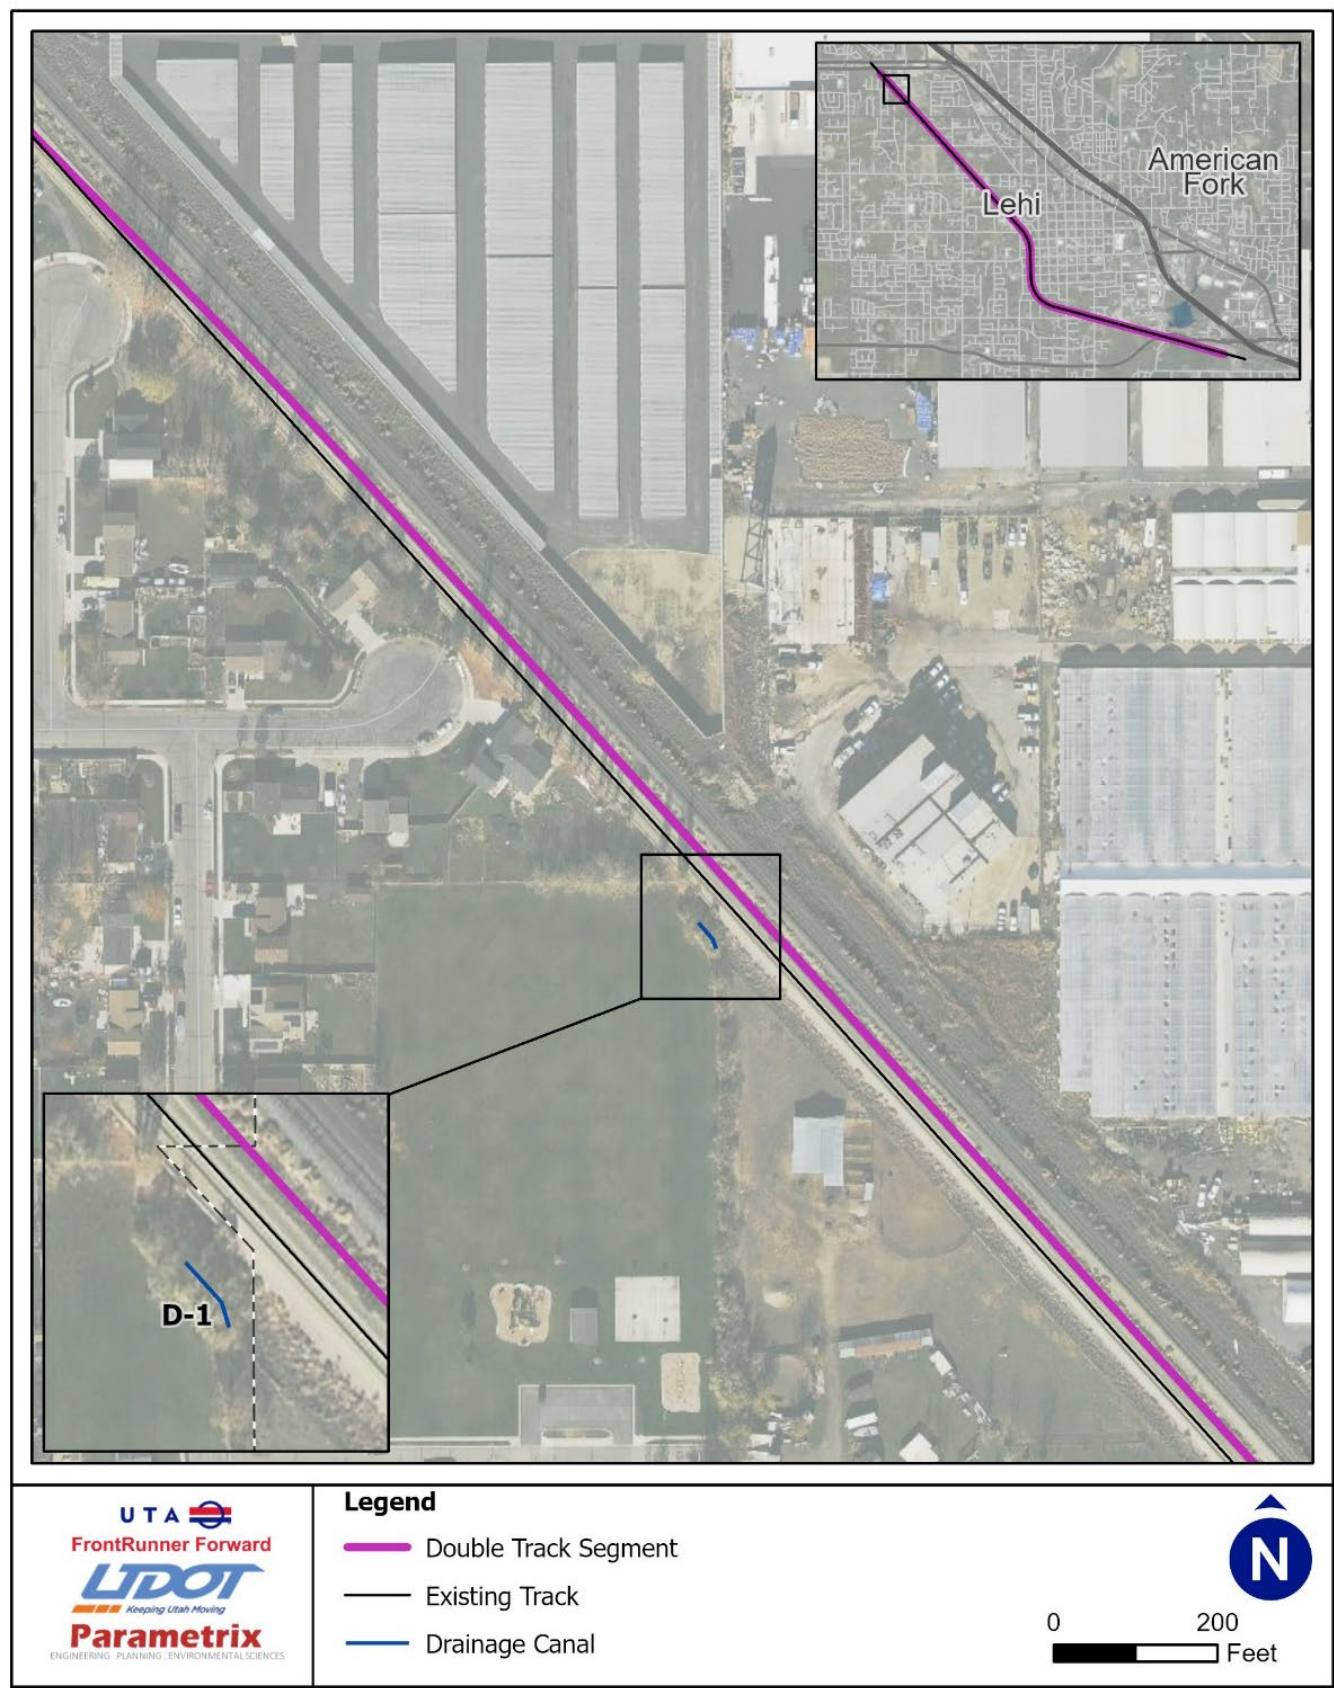 American
Fork
Lehi
D-1
UTA
FrontRunner Forward
UDOT
Keeping Utah Moving
Parametrix
ENGINEERING . PLANNING . ENVIRONMENTAL SCIENCES
Legend
Double Track Segment
Existing Track
Drainage Canal
N
0 200
Feet